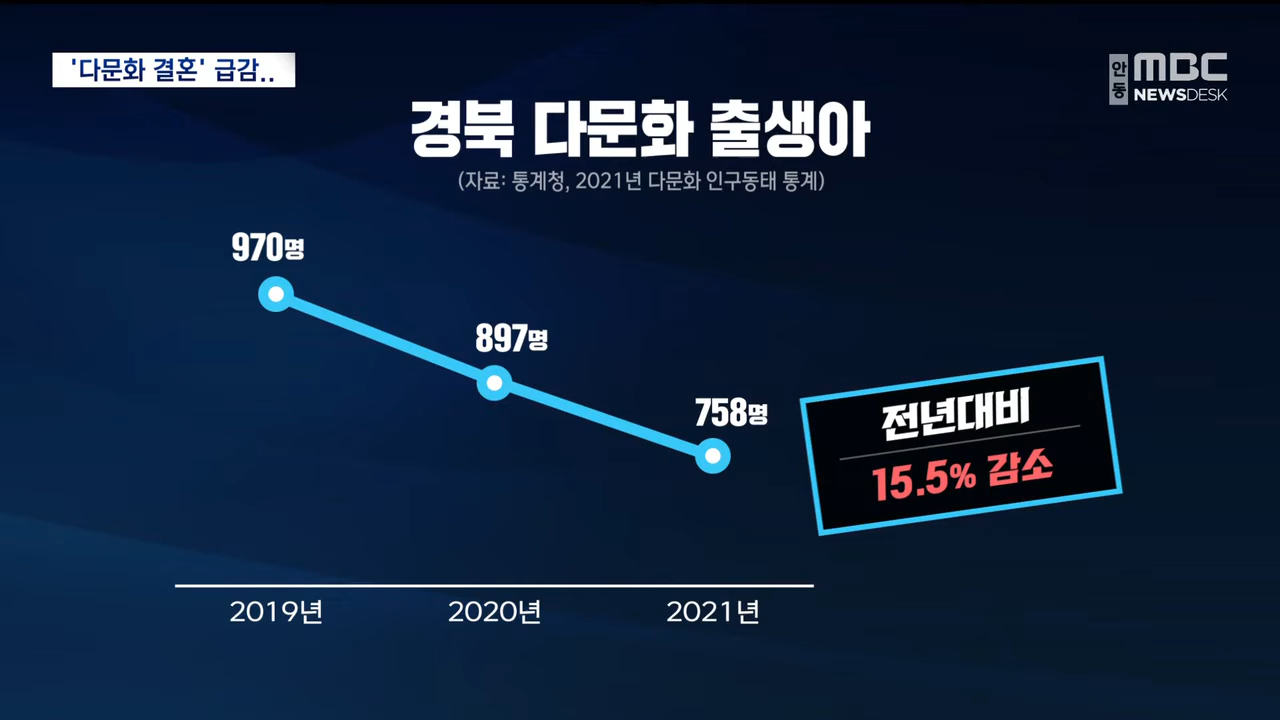 '다문화 결혼' 급감..
안동 MBC
NEWSDESK
경북 다문화 출생아
(자료: 통계청, 2021년 다문화 인구동태 통계)
970명
897명
758명
전년대비
15.5% 감소
2019년 2020년 2021년